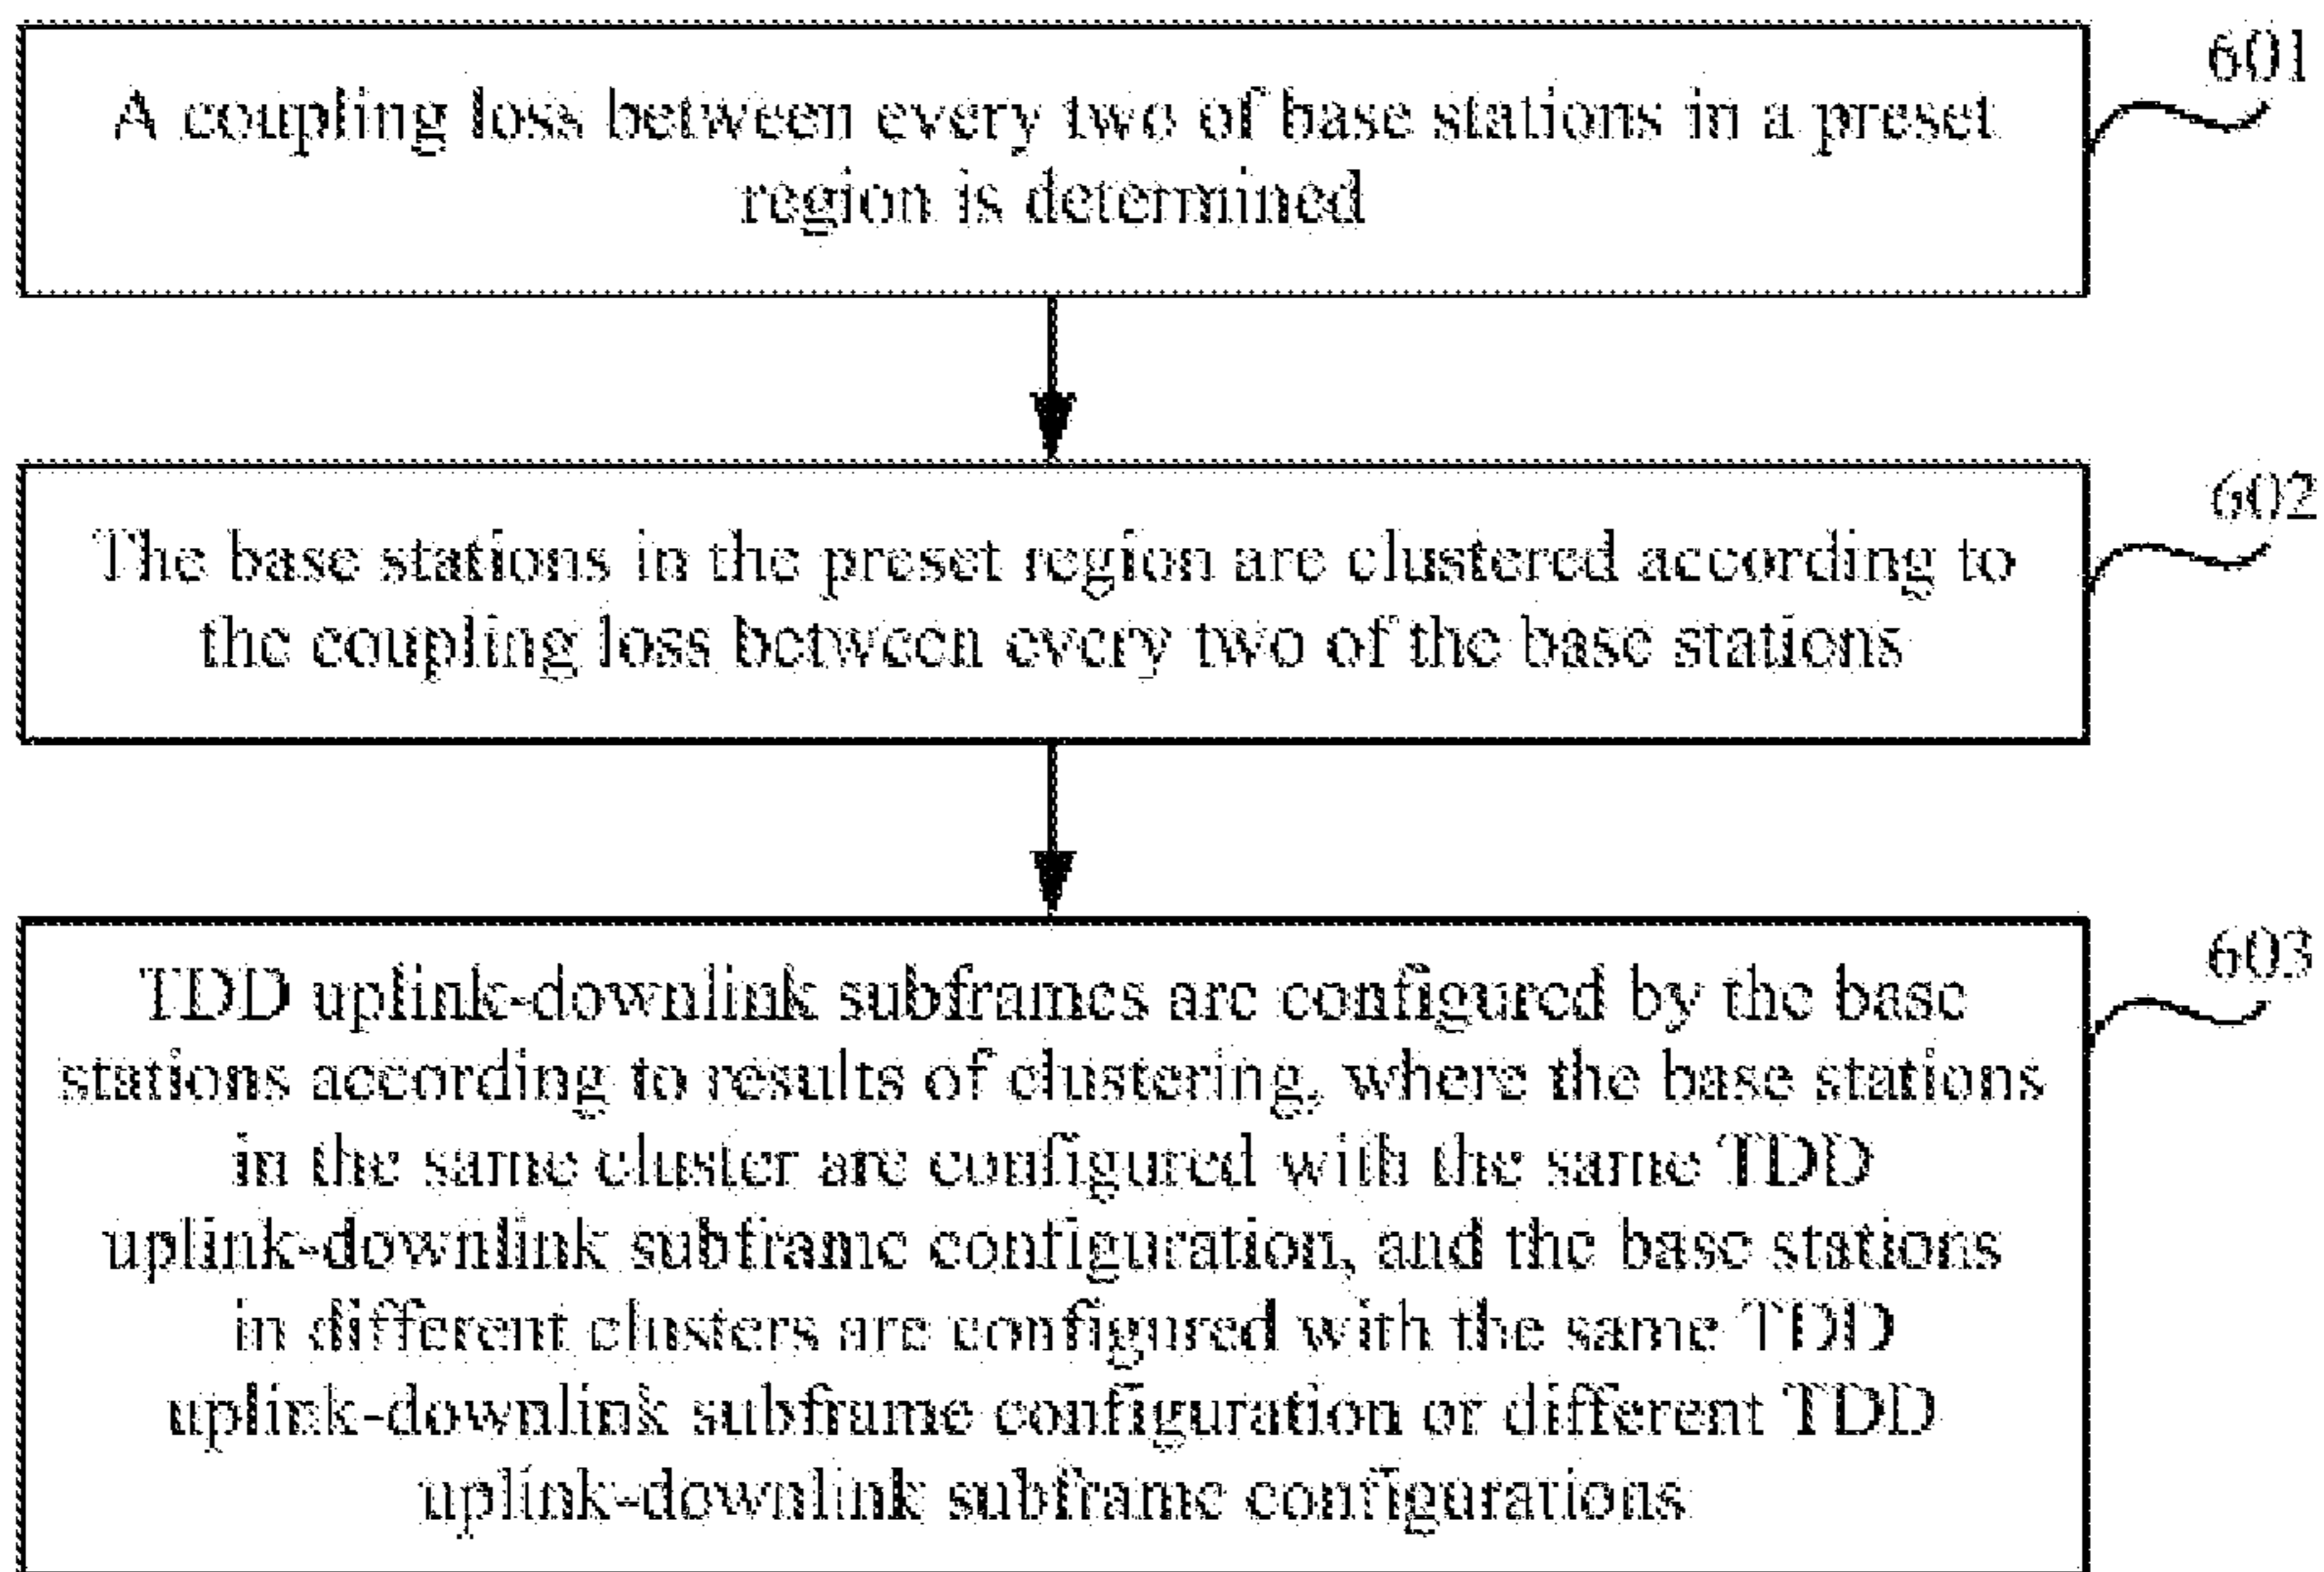 A coupling loss between every two of base stations in a preset
region is determined
601
The base stations in the preset region are clustered according to
the coupling loss between every two of the base stations
602
TDD uplink-downlink subframes are configured by the base
stations according to results of clustering, where the base stations
in the same cluster are configured with the same TDD
uplink-downlink subframe configuration, and the base stations
in different clusters are configured with the same TDD
uplink-downlink subframe configuration or different TDD
uplink-downlink subframe configurations
603